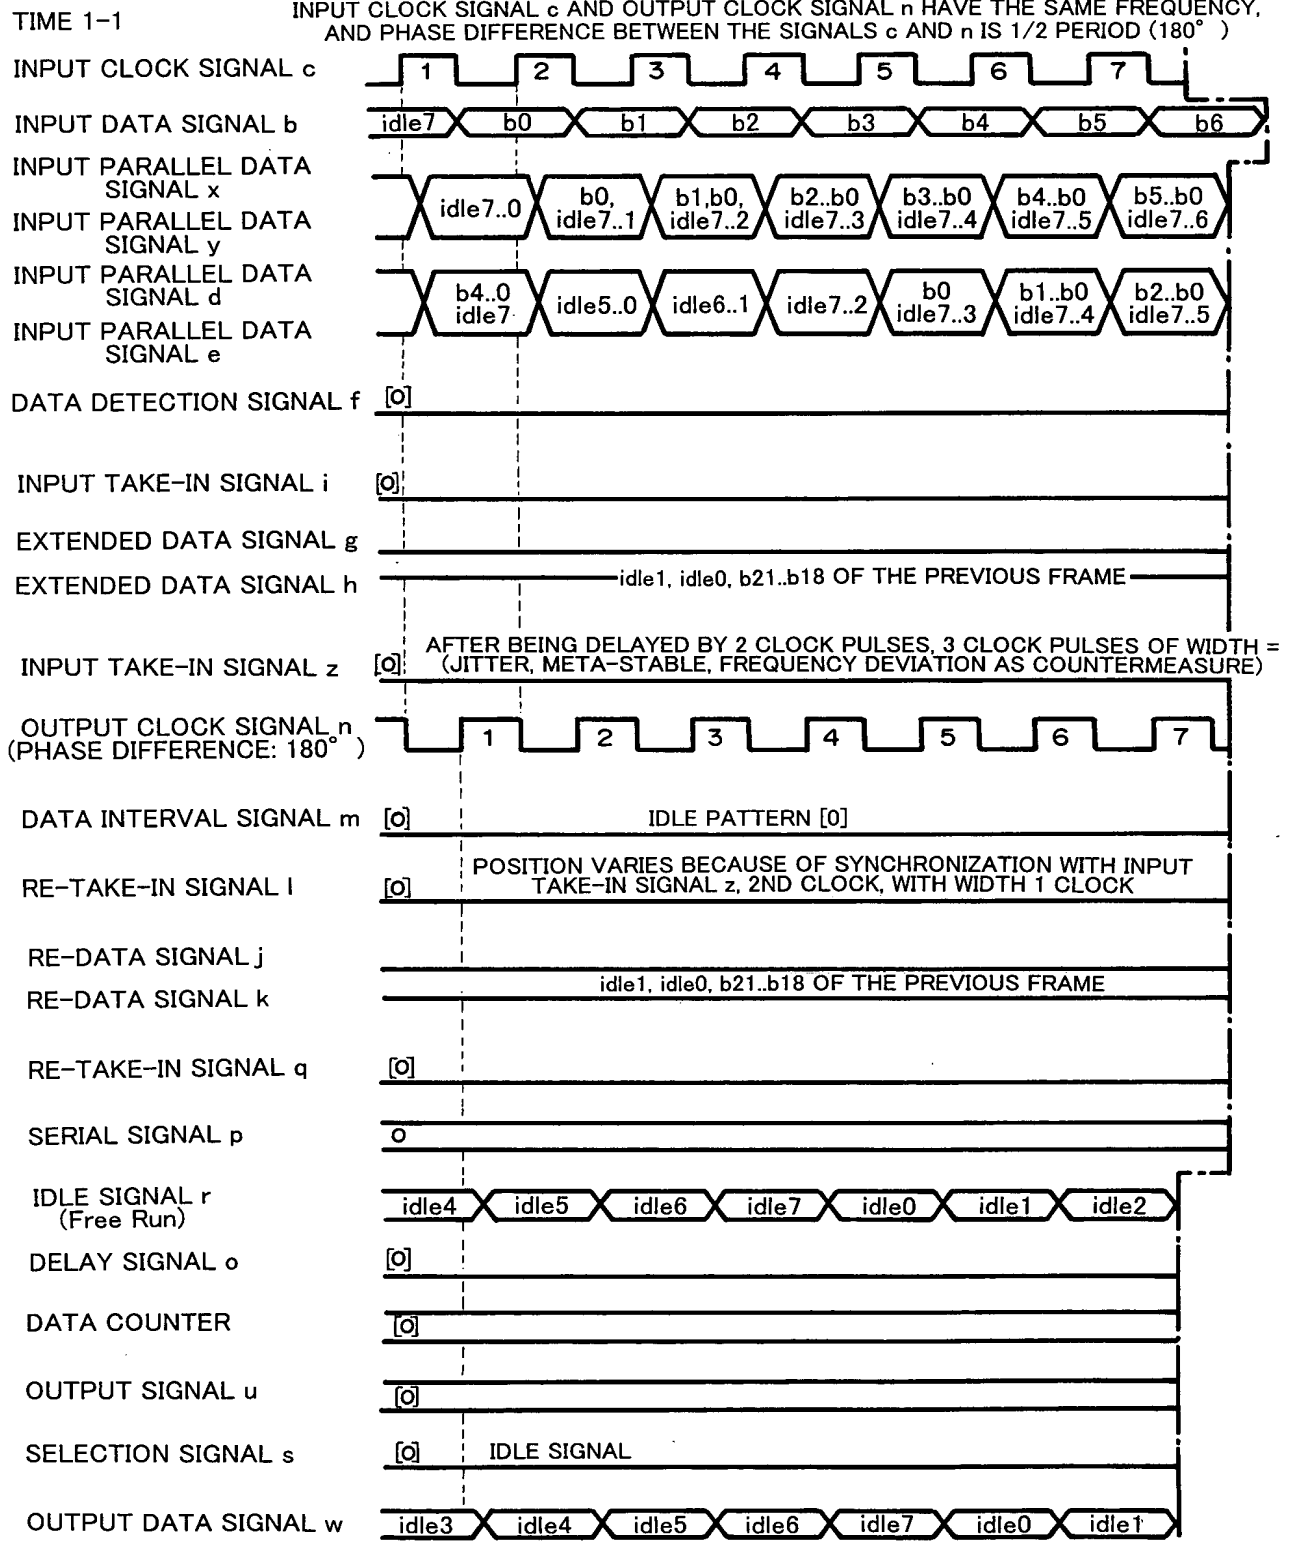 TIME 1-1
INPUT CLOCK SIGNAL c AND OUTPUT CLOCK SIGNAL n HAVE THE SAME FREQUENCY,
AND PHASE DIFFERENCE BETWEEN THE SIGNALS c AND n IS 1/2 PERIOD (180° )
INPUT CLOCK SIGNAL c 1 2 3 4 5 6 7
INPUT DATA SIGNAL b idle7 b0 b1 b2 b3 b4 b5 b6
INPUT PARALLEL DATA
SIGNAL x
INPUT PARALLEL DATA
SIGNAL y
idle7..0
b0,
idle7..1
b1,b0,
idle7..2
b2..b0
idle7..3
b3..b0
idle7..4
b4..b0
idle7..5
b5..b0
idle7..6
INPUT PARALLEL DATA
SIGNAL d
INPUT PARALLEL DATA
SIGNAL e
b4..0
idle7
idle5..0
idle6..1
idle7..2
b0
idle7..3
b1..b0
idle7..4
b2..b0
idle7..5
DATA DETECTION SIGNAL f [0]
INPUT TAKE-IN SIGNAL i [0]
EXTENDED DATA SIGNAL g
EXTENDED DATA SIGNAL h
idle1, idle0, b21..b18 OF THE PREVIOUS FRAME
INPUT TAKE-IN SIGNAL z [0]
AFTER BEING DELAYED BY 2 CLOCK PULSES, 3 CLOCK PULSES OF WIDTH =
(JITTER, META-STABLE, FREQUENCY DEVIATION AS COUNTERMEASURE)
OUTPUT CLOCK SIGNAL n
(PHASE DIFFERENCE: 180° )
1 2 3 4 5 6 7
DATA INTERVAL SIGNAL m [0] IDLE PATTERN [0]
RE-TAKE-IN SIGNAL l [0]
POSITION VARIES BECAUSE OF SYNCHRONIZATION WITH INPUT
TAKE-IN SIGNAL z, 2ND CLOCK, WITH WIDTH 1 CLOCK
RE-DATA SIGNAL j
RE-DATA SIGNAL k
idle1, idle0, b21..b18 OF THE PREVIOUS FRAME
RE-TAKE-IN SIGNAL q [0]
SERIAL SIGNAL p 0
IDLE SIGNAL r
(Free Run)
idle4 idle5 idle6 idle7 idle0 idle1 idle2
DELAY SIGNAL o [0]
DATA COUNTER [0]
OUTPUT SIGNAL u [0]
SELECTION SIGNAL s [0] IDLE SIGNAL
OUTPUT DATA SIGNAL w idle3 idle4 idle5 idle6 idle7 idle0 idle1